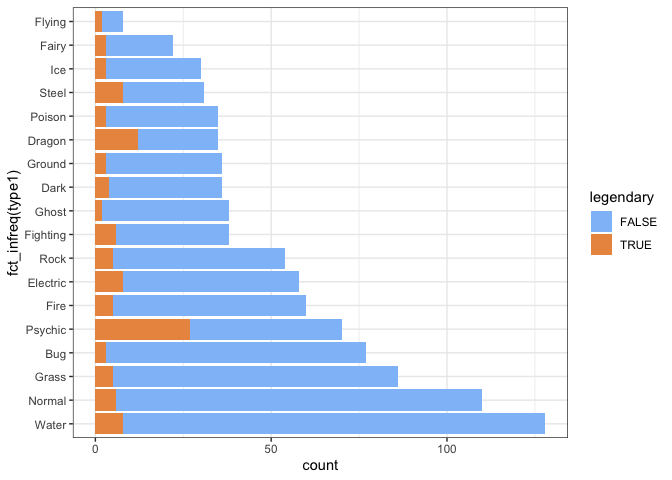 Flying
Fairy
Ice
Steel
Poison
Dragon
Ground
Dark
Ghost
Fighting
Rock
Electric
Fire
Psychic
Bug
Grass
Normal
Water
fct_infreq(type1)
0 50 100
count
legendary
FALSE
TRUE